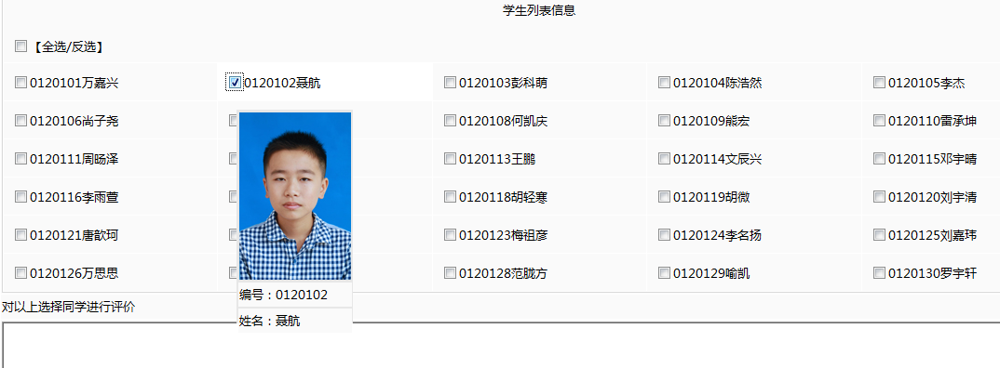 学生列表信息
【全选/反选】
0120101万嘉兴 0120102聂航 0120103彭科萌 0120104陈浩然 0120105李杰
0120106尚子尧 0120108何凯庆 0120109熊宏 0120110雷承坤
0120111周旸泽 0120113王鹏 0120114文辰兴 0120115邓宇晴
0120116李雨萱 0120118胡轻寒 0120119胡微 0120120刘宇清
0120121唐歆珂 0120123梅祖彦 0120124李名扬 0120125刘嘉玮
0120126万思思 0120128范胧方 0120129喻凯 0120130罗宇轩
编号：0120102
对以上选择同学进行评价
姓名：聂航